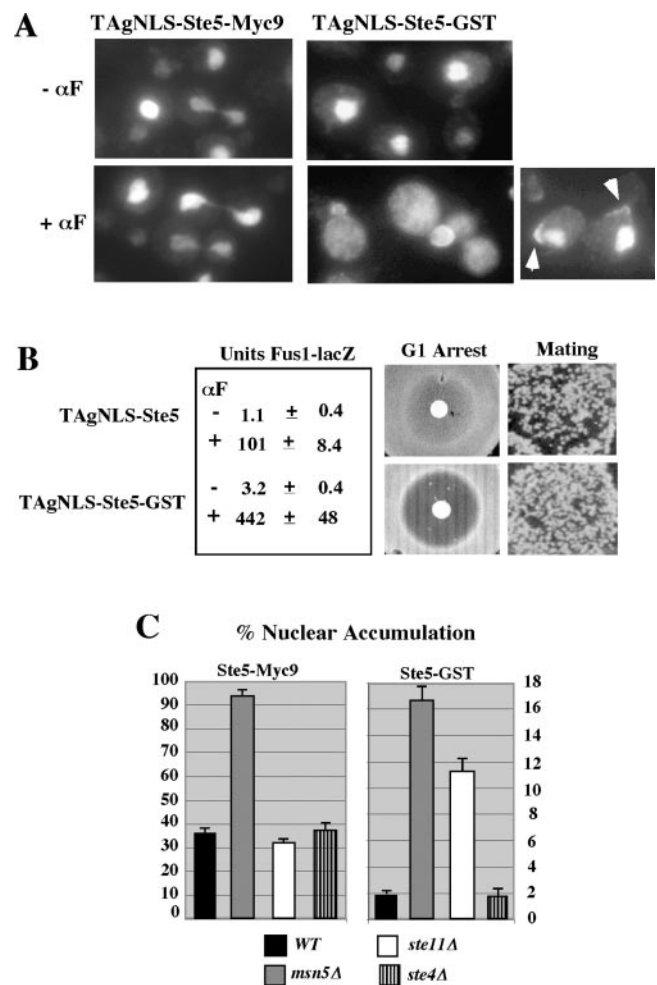 A
TAgNLS-Ste5-Myc9 TAgNLS-Ste5-GST
- αF
+ αF
B
Units Fus1-lacZ G1 Arrest Mating
αF
TAgNLS-Ste5
- 1.1 ± 0.4
+ 101 ± 8.4
TAgNLS-Ste5-GST
- 3.2 ± 0.4
+ 442 ± 48
C
% Nuclear Accumulation
Ste5-Myc9 Ste5-GST
100 18
90 16
80 14
70 12
60 10
50 8
40 6
30 4
20 2
10 0
0
WT ste11Δ
msn5Δ ste4Δ